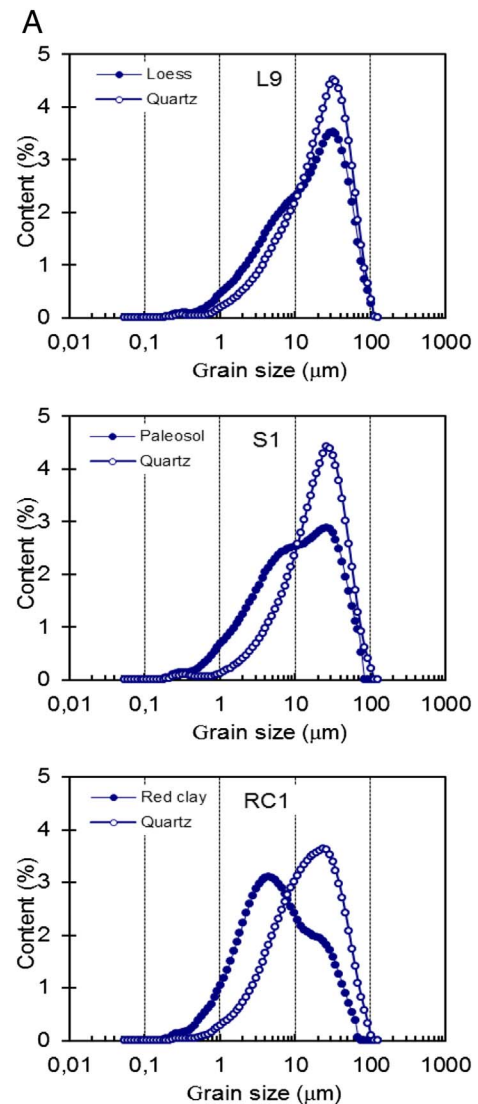 A
Loess
Quartz
L9
Content (%)
5
4
3
2
1
0
0,01 0,1 1 10 100 1000
Grain size (μm)
Paleosol
Quartz
S1
Content (%)
5
4
3
2
1
0
0,01 0,1 1 10 100 1000
Grain size (μm)
Red clay
Quartz
RC1
Content (%)
5
4
3
2
1
0
0,01 0,1 1 10 100 1000
Grain size (μm)